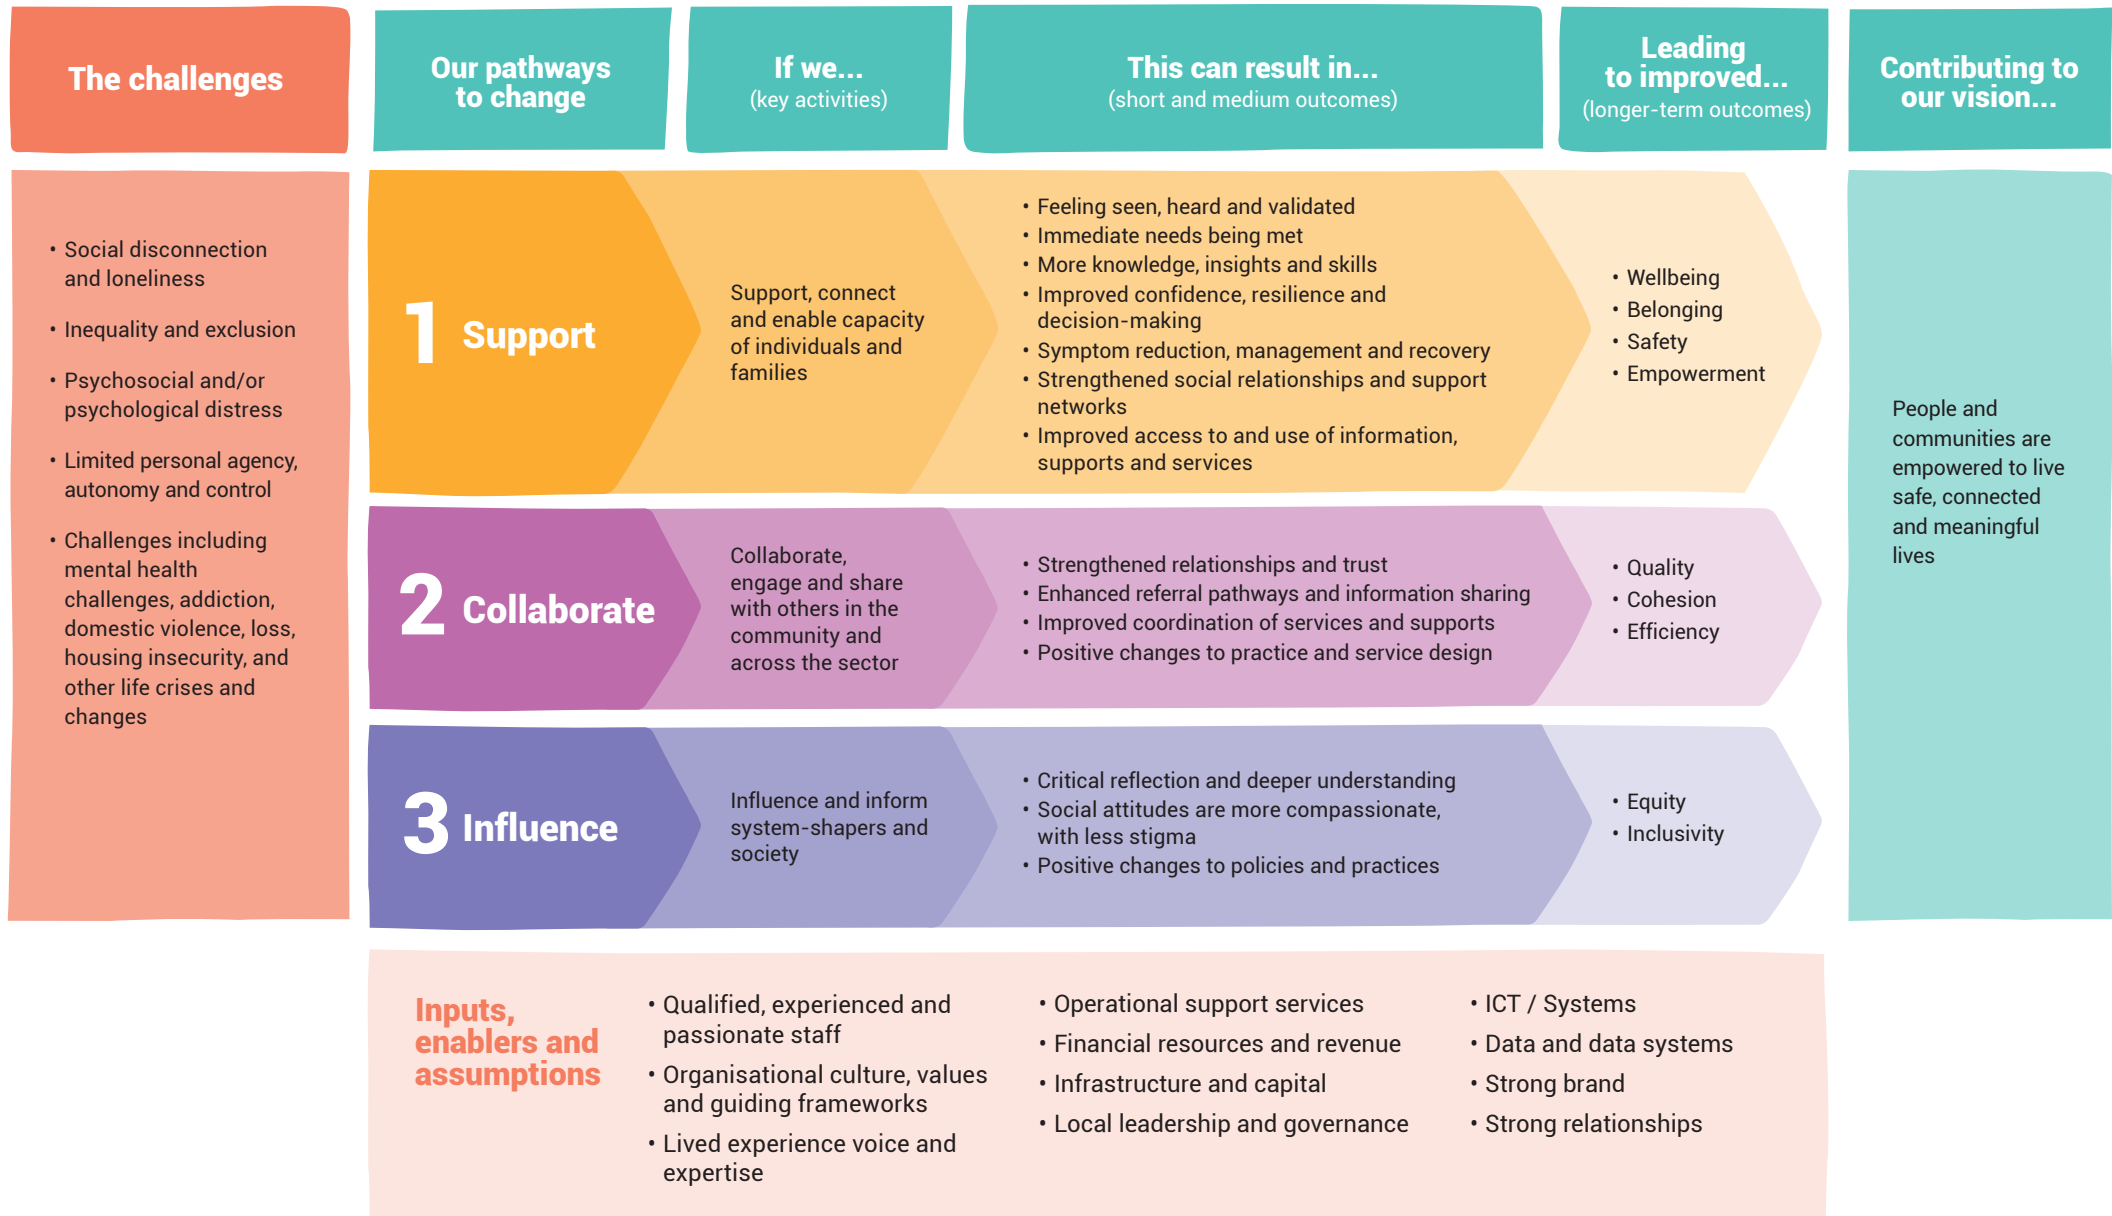 The challenges
Our pathways
to change
If we...
(key activities)
This can result in...
(short and medium outcomes)
Leading
to improved...
(longer-term outcomes)
Contributing to
our vision...
• Social disconnection
and loneliness
• Inequality and exclusion
• Psychosocial and/or
psychological distress
• Limited personal agency,
autonomy and control
• Challenges including
mental health
challenges, addiction,
domestic violence, loss,
housing insecurity, and
other life crises and
changes
1 Support
Support, connect
and enable capacity
of individuals and
families
• Feeling seen, heard and validated
• Immediate needs being met
• More knowledge, insights and skills
• Improved confidence, resilience and
decision-making
• Symptom reduction, management and recovery
• Strengthened social relationships and support
networks
• Improved access to and use of information,
supports and services
• Wellbeing
• Belonging
• Safety
• Empowerment
2 Collaborate
Collaborate,
engage and share
with others in the
community and
across the sector
• Strengthened relationships and trust
• Enhanced referral pathways and information sharing
• Improved coordination of services and supports
• Positive changes to practice and service design
• Quality
• Cohesion
• Efficiency
3 Influence
Influence and inform
system-shapers and
society
• Critical reflection and deeper understanding
• Social attitudes are more compassionate,
with less stigma
• Positive changes to policies and practices
• Equity
• Inclusivity
People and
communities are
empowered to live
safe, connected
and meaningful
lives
Inputs,
enablers and
assumptions
• Qualified, experienced and
passionate staff
• Organisational culture, values
and guiding frameworks
• Lived experience voice and
expertise
• Operational support services
• Financial resources and revenue
• Infrastructure and capital
• Local leadership and governance
• ICT / Systems
• Data and data systems
• Strong brand
• Strong relationships